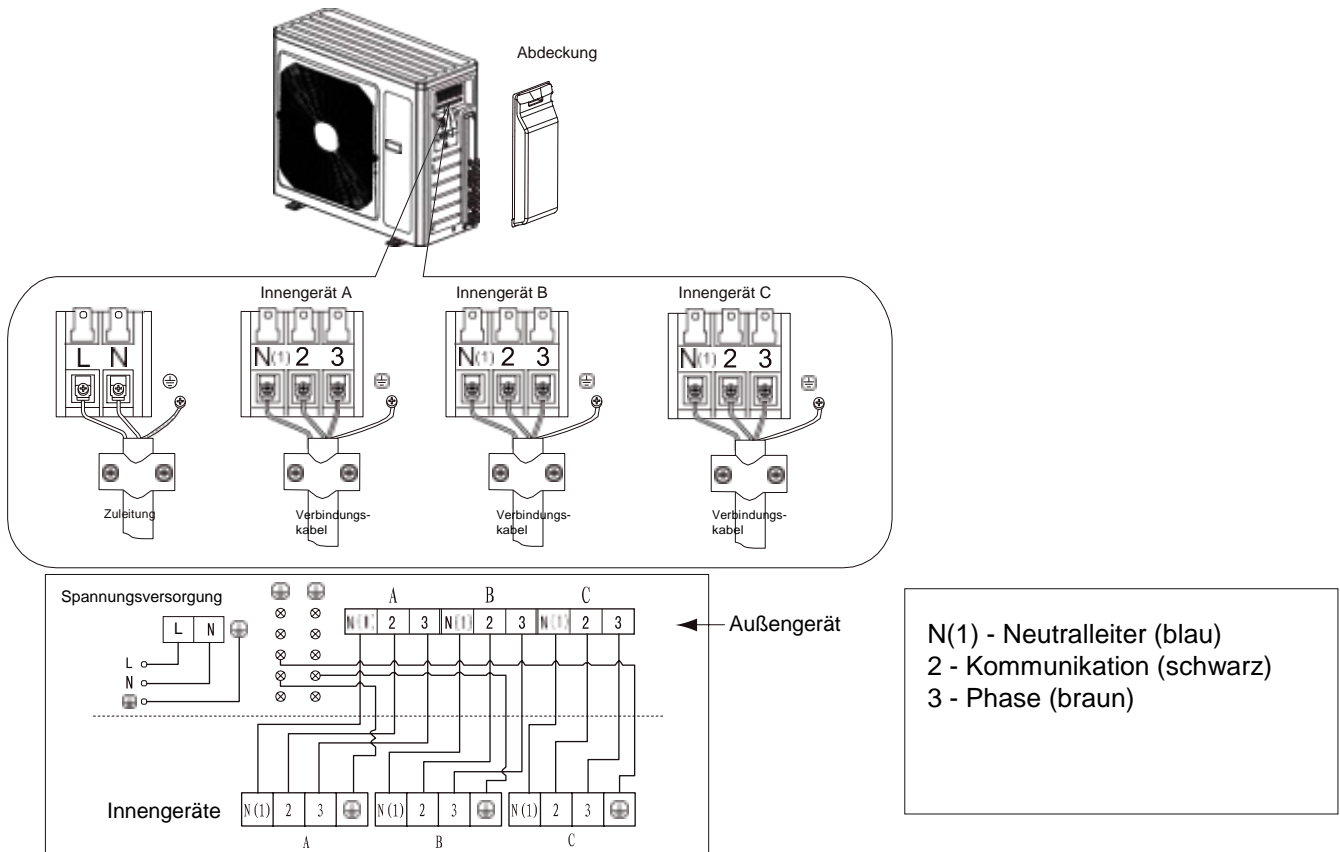 Abdeckung
Innengerät A
Innengerät B
Innengerät C
L N
N(1) 2 3
N(1) 2 3
N(1) 2 3
Zuleitung
Verbindungs-
kabel
Verbindungs-
kabel
Verbindungs-
kabel
Spannungsversorgung
L N
L
N
A B C
N(1) 2 3 N(1) 2 3 N(1) 2 3
Außengerät
Innengeräte
N(1) 2 3
N(1) 2 3
N(1) 2 3
A B C
N(1) - Neutralleiter (blau)
2 - Kommunikation (schwarz)
3 - Phase (braun)